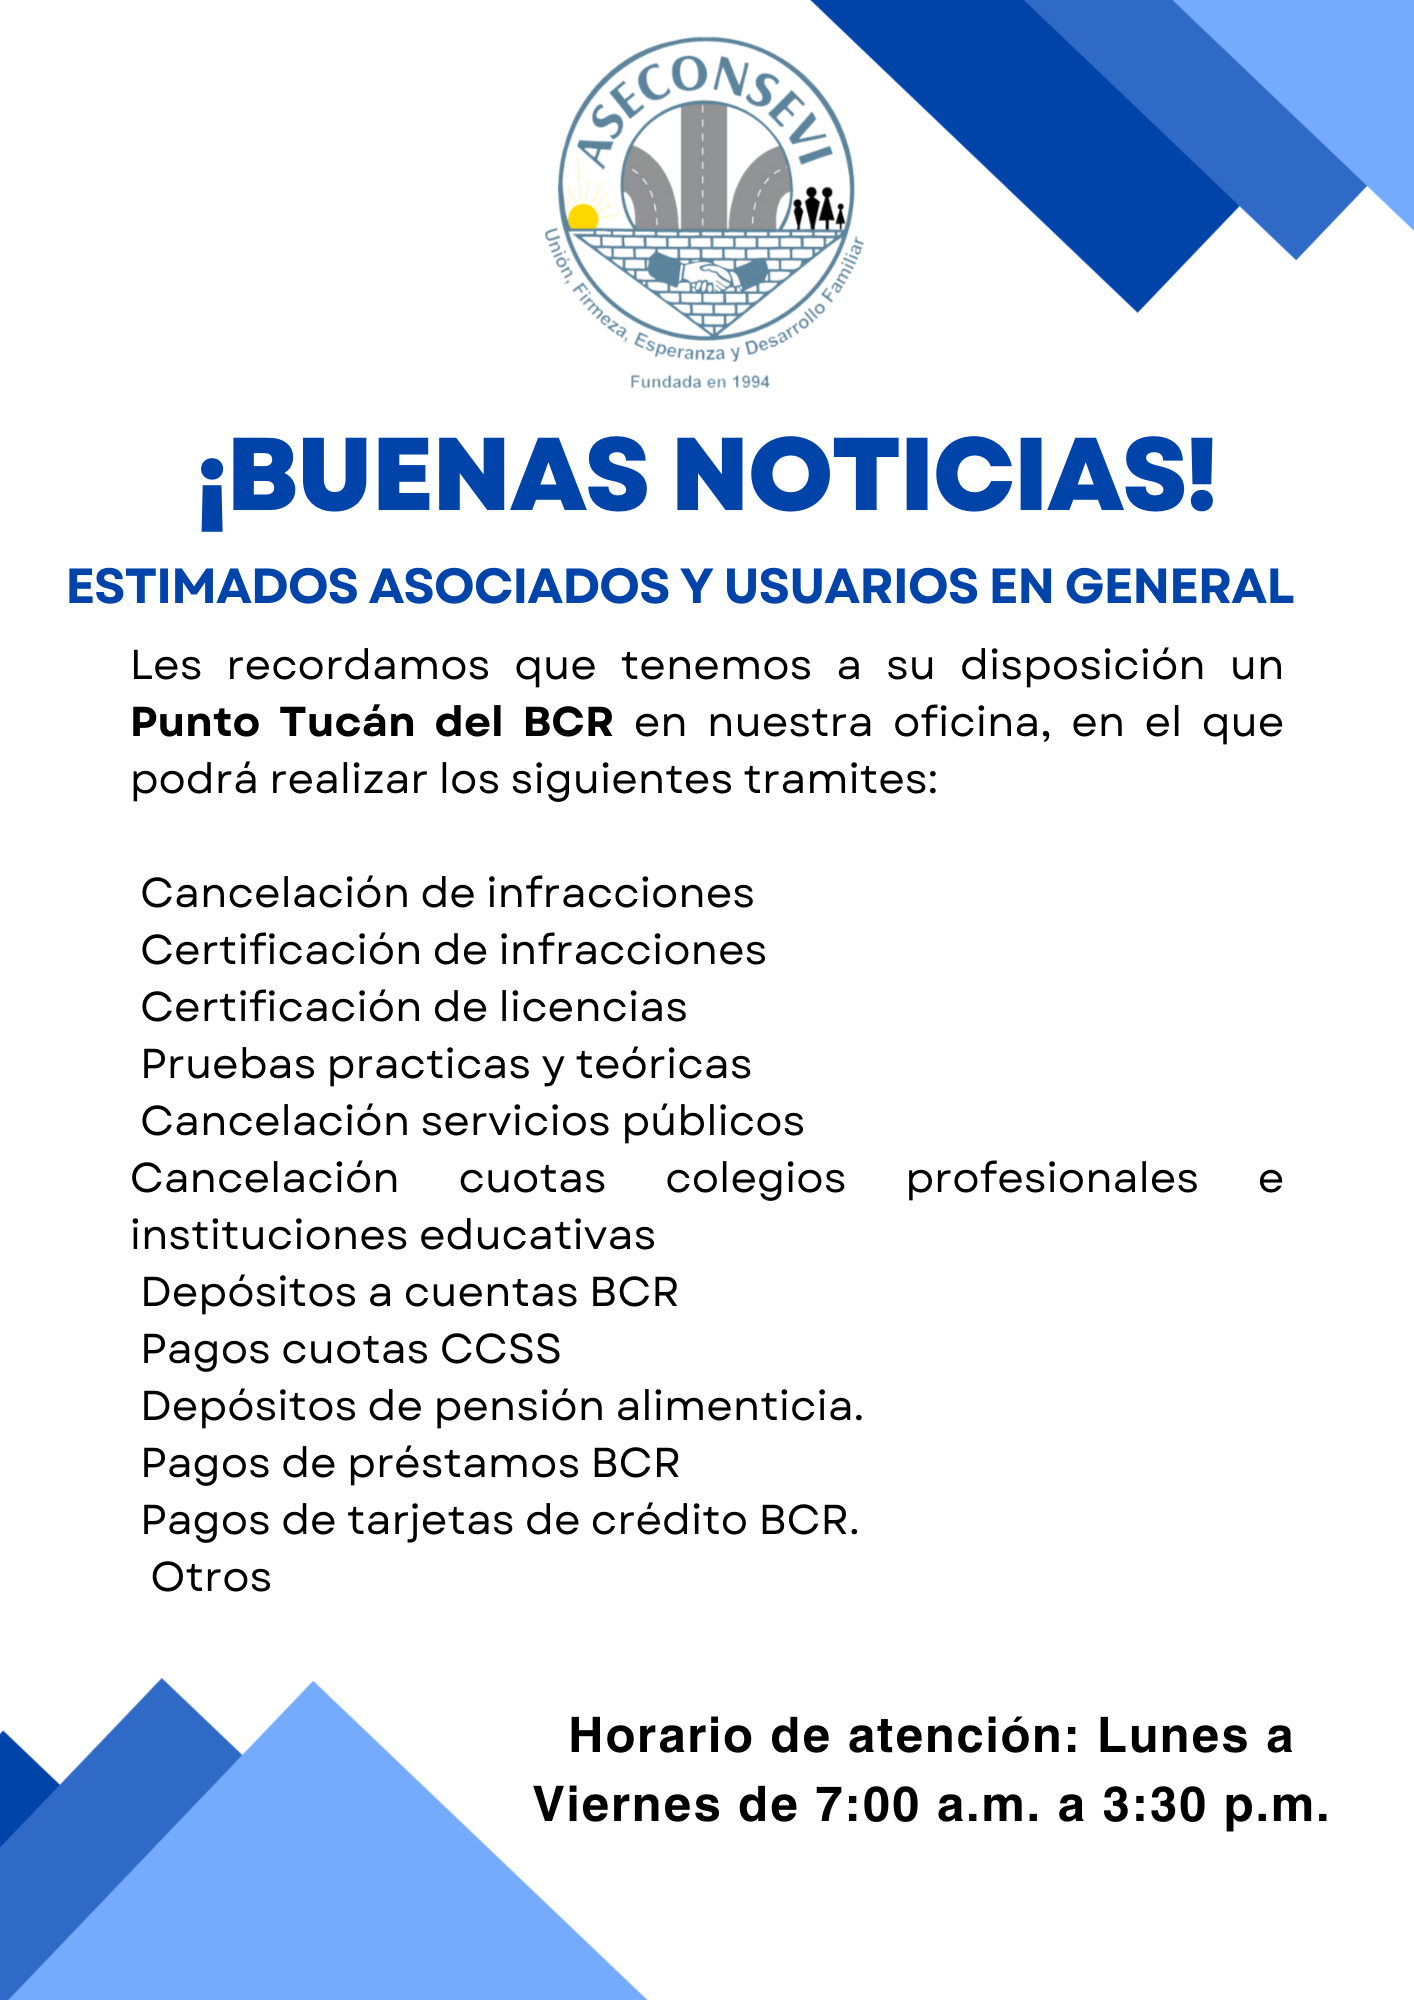 ASECONSEVI
Unión, Firmeza, Esperanza y Desarrollo Familiar
Fundada en 1994
¡BUENAS NOTICIAS!
ESTIMADOS ASOCIADOS Y USUARIOS EN GENERAL
Les recordamos que tenemos a su disposición un
Punto Tucán del BCR en nuestra oficina, en el que
podrá realizar los siguientes tramites:
Cancelación de infracciones
Certificación de infracciones
Certificación de licencias
Pruebas practicas y teóricas
Cancelación servicios públicos
Cancelación cuotas colegios profesionales e
instituciones educativas
Depósitos a cuentas BCR
Pagos cuotas CCSS
Depósitos de pensión alimenticia.
Pagos de préstamos BCR
Pagos de tarjetas de crédito BCR.
Otros
Horario de atención: Lunes a
Viernes de 7:00 a.m. a 3:30 p.m.